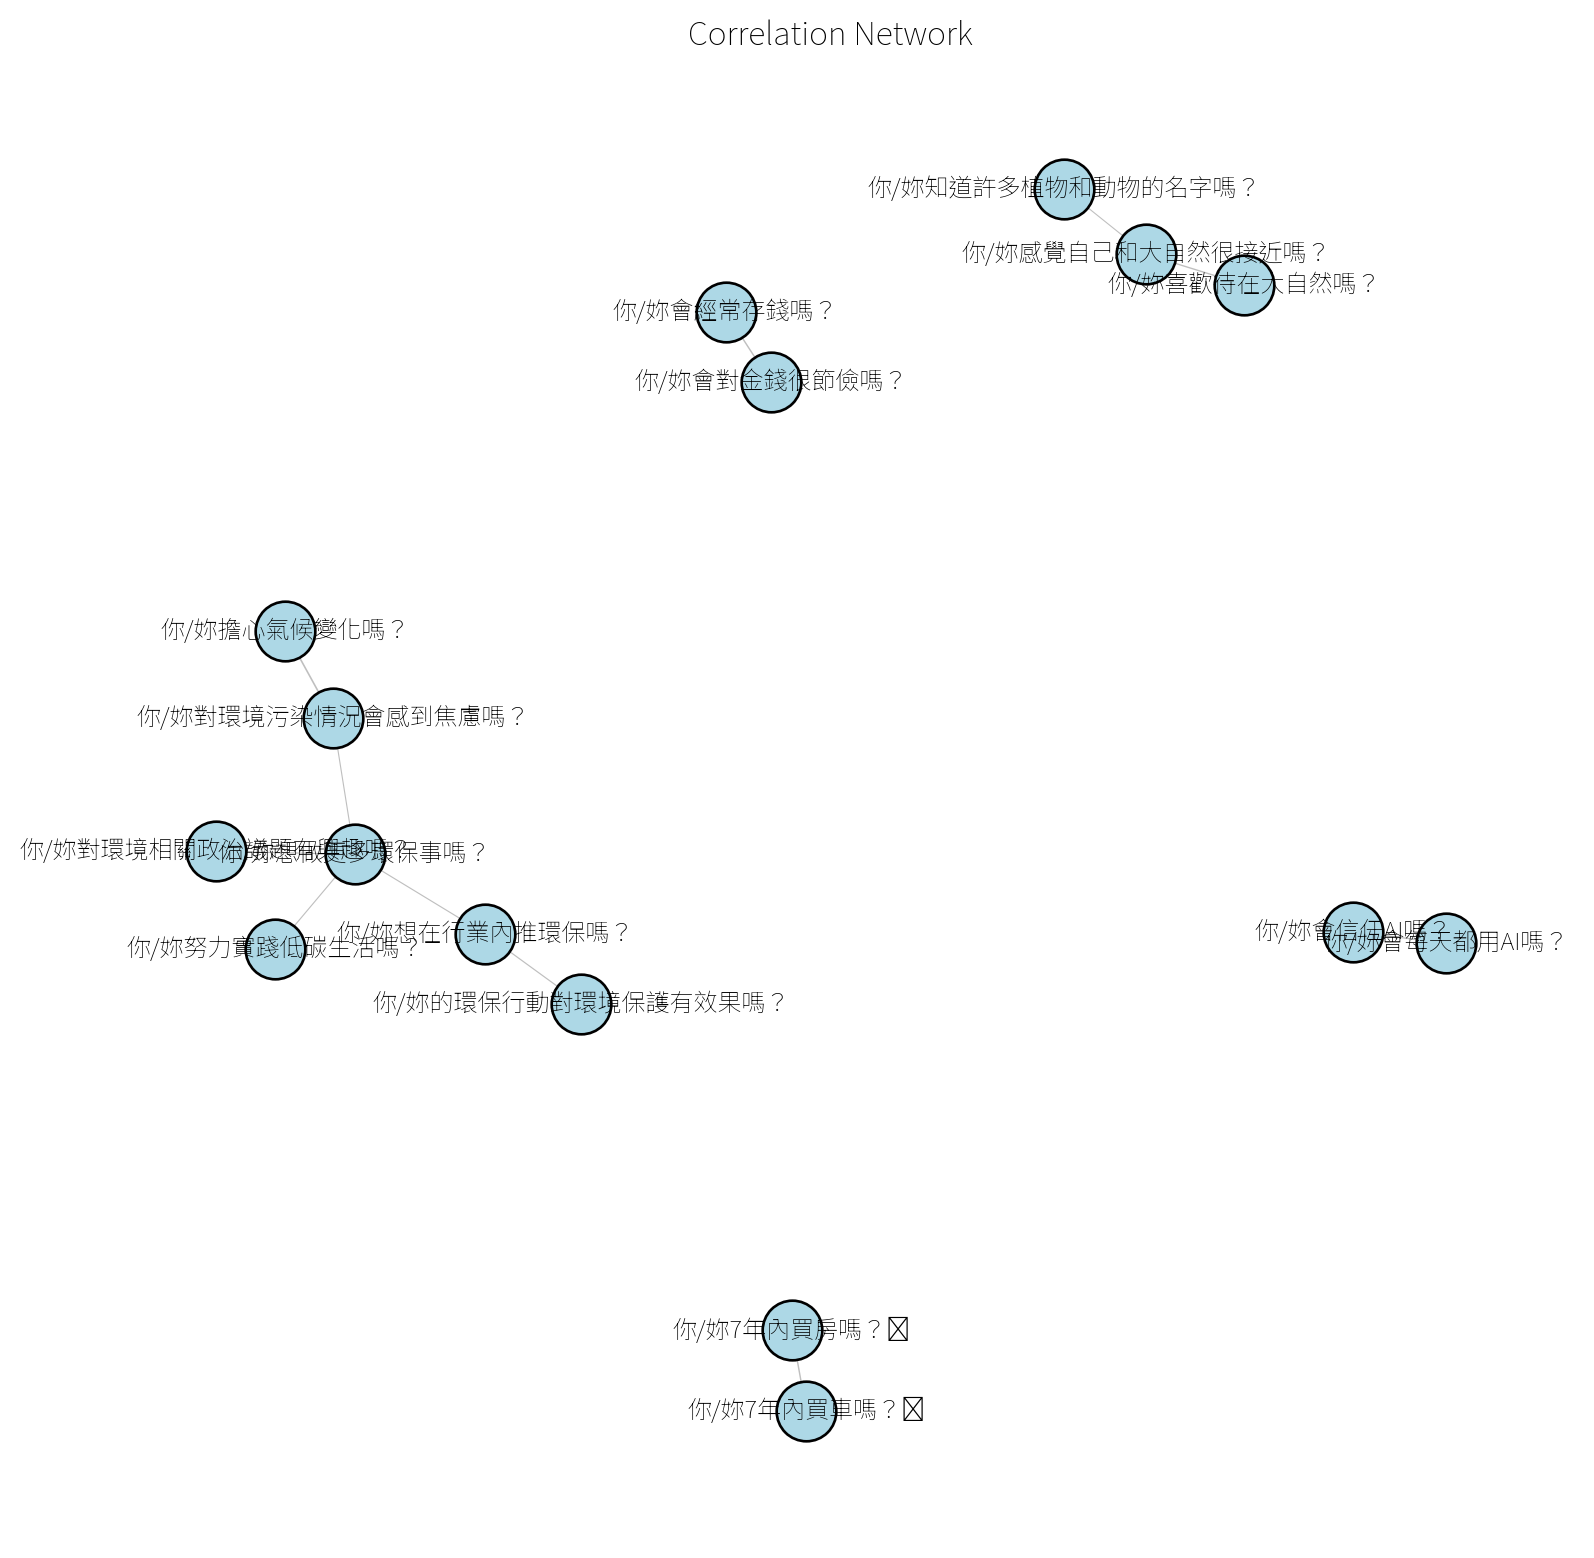 Correlation Network
你/妳知道許多植物和動物的名字嗎？
你/妳感覺自己和大自然很接近嗎？
你/妳喜歡待在大自然嗎？
你/妳會經常存錢嗎？
你/妳會對金錢很節儉嗎？
你/妳擔心氣候變化嗎？
你/妳對環境污染情況會感到焦慮嗎？
你/妳對環境相關政治議題有興趣嗎？
你/妳想做更多環保事嗎？
你/妳想在行業內推環保嗎？
你/妳努力實踐低碳生活嗎？
你/妳的環保行動對環境保護有效果嗎？
你/妳會信任AI嗎？
你/妳會每天都用AI嗎？
你/妳7年內買房嗎？
你/妳7年內買車嗎？